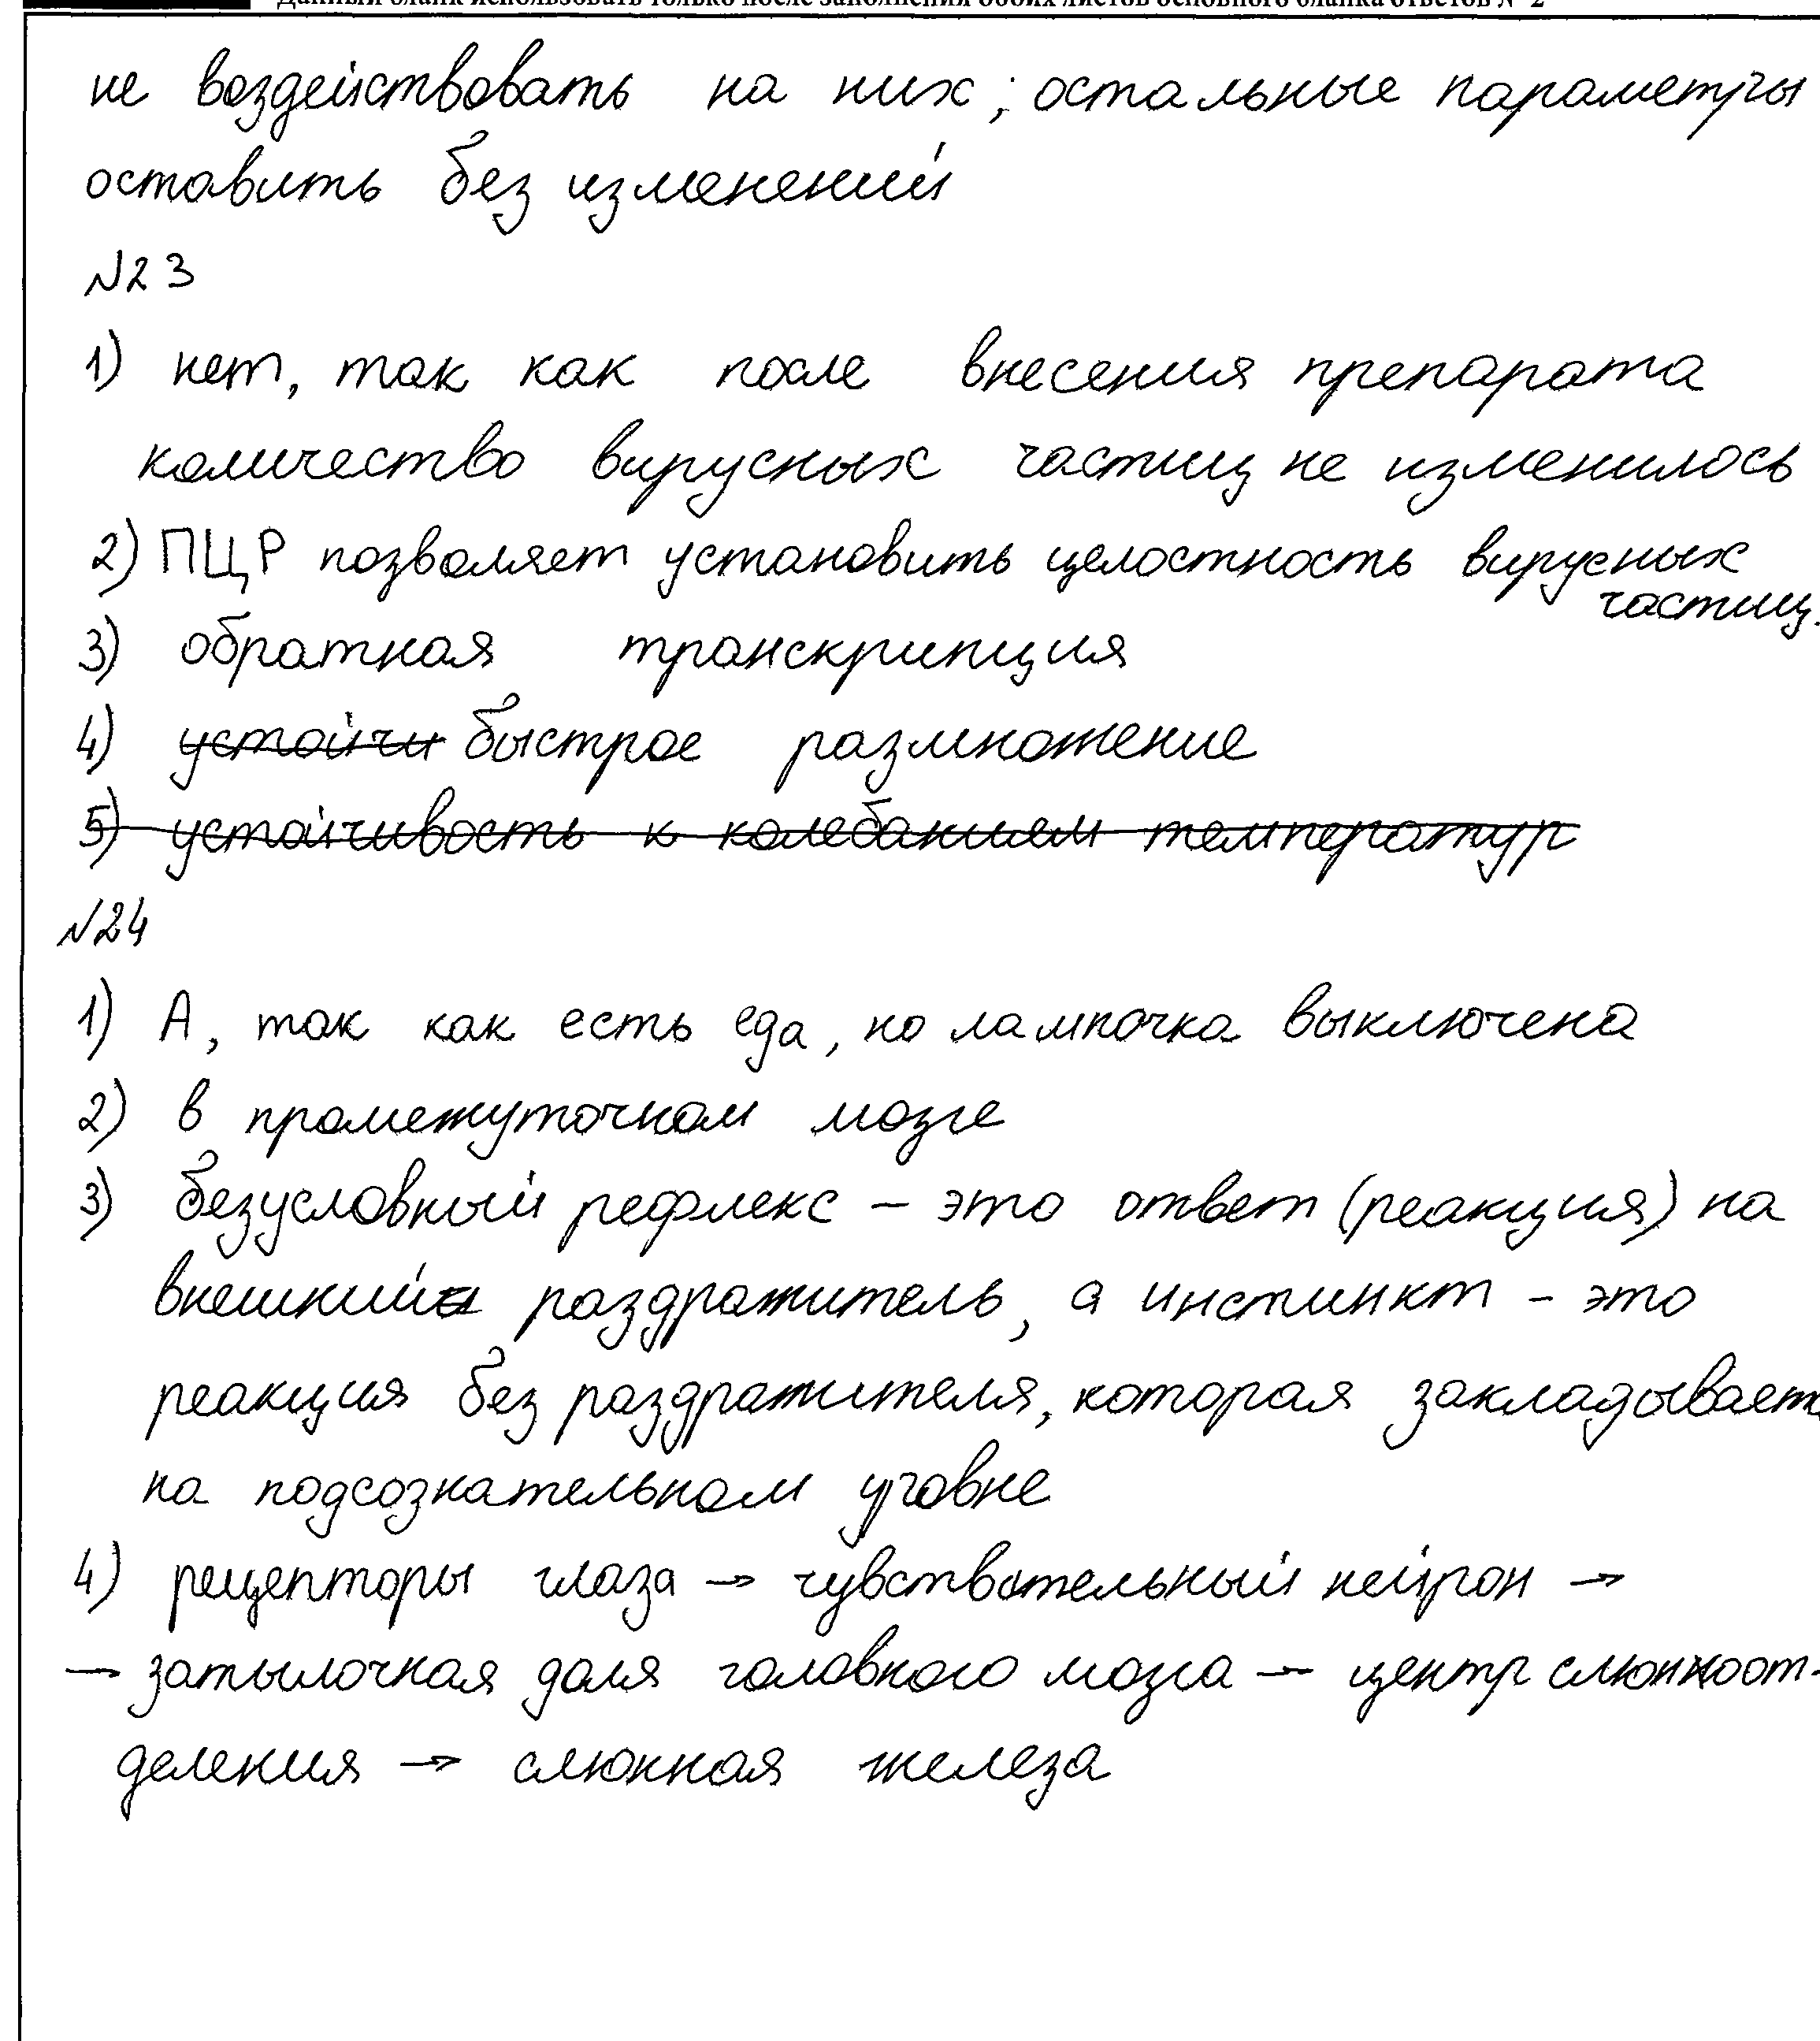 Данный бланк использовать только после заполнения обоих листов основного бланка ответов № 2
не воздействовать на них; остальные параметры
оставить без изменений
№23
1) нет, так как после внесения препарата
количество вирусных частиц не изменилось
2) ПЦР позволяет установить целостность вирусных
частиц.
3) обратная транскрипция
4) устойчи быстрое размножение
5) устойчивость к колебаниям температур
№24
1) А, так как есть еда, но лампочка выключена
2) в промежуточном мозге
3) безусловный рефлекс – это ответ (реакция) на
внешний раздражитель, а инстинкт – это
реакция без раздражителя, которая закладывает
на подсознательном уровне
4) рецепторы глаза → чувствительный нейрон →
→ затылочная доля головного мозга → центр слюноот-
деления → слюнная железа